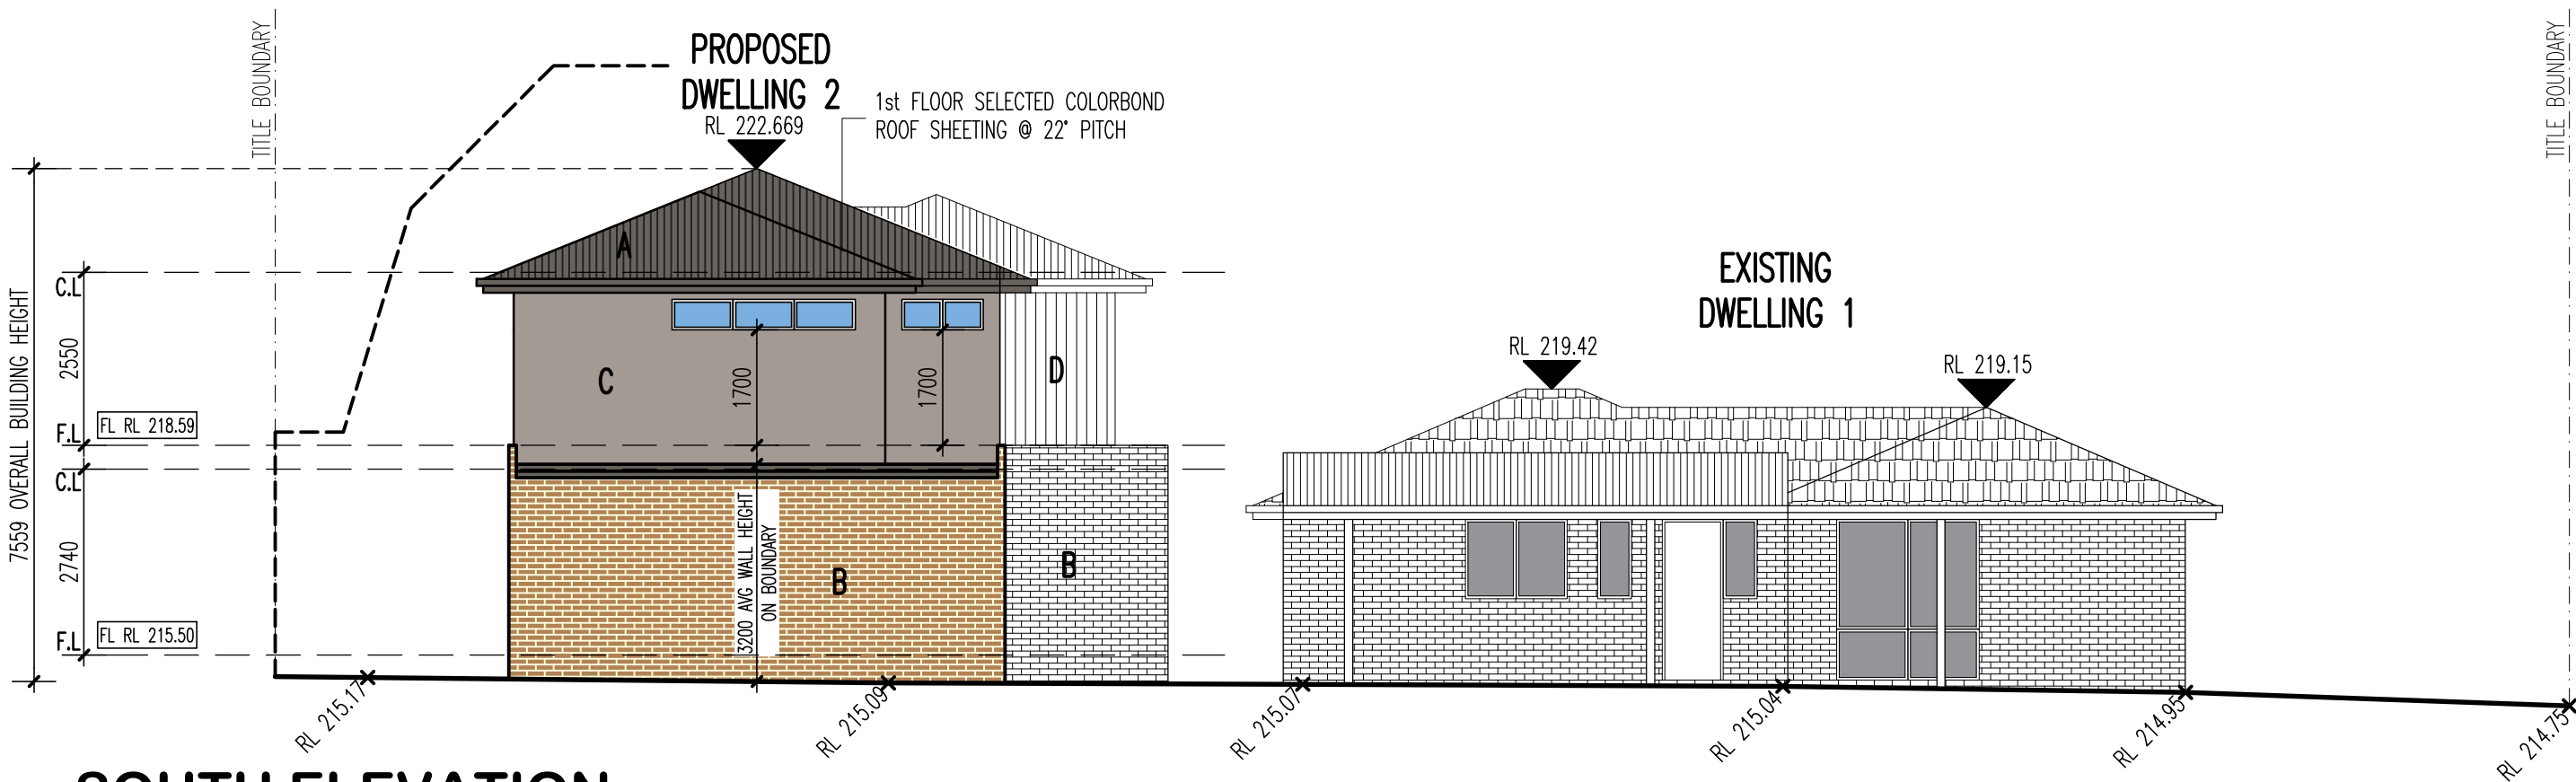 TITLE BOUNDARY
PROPOSED
DWELLING 2
RL 222.669
1st FLOOR SELECTED COLORBOND
ROOF SHEETING @ 22° PITCH
TITLE BOUNDARY
7559 OVERALL BUILDING HEIGHT
C.L
2550
F.L
FL RL 218.59
C.L
2740
F.L
FL RL 215.50
A
C
1700
1700
D
3200 AVG WALL HEIGHT
ON BOUNDARY
B
B
EXISTING
DWELLING 1
RL 219.42
RL 219.15
RL 215.17
RL 215.09
RL 215.07
RL 215.04
RL 214.95
RL 214.75
SOUTH ELEVATION